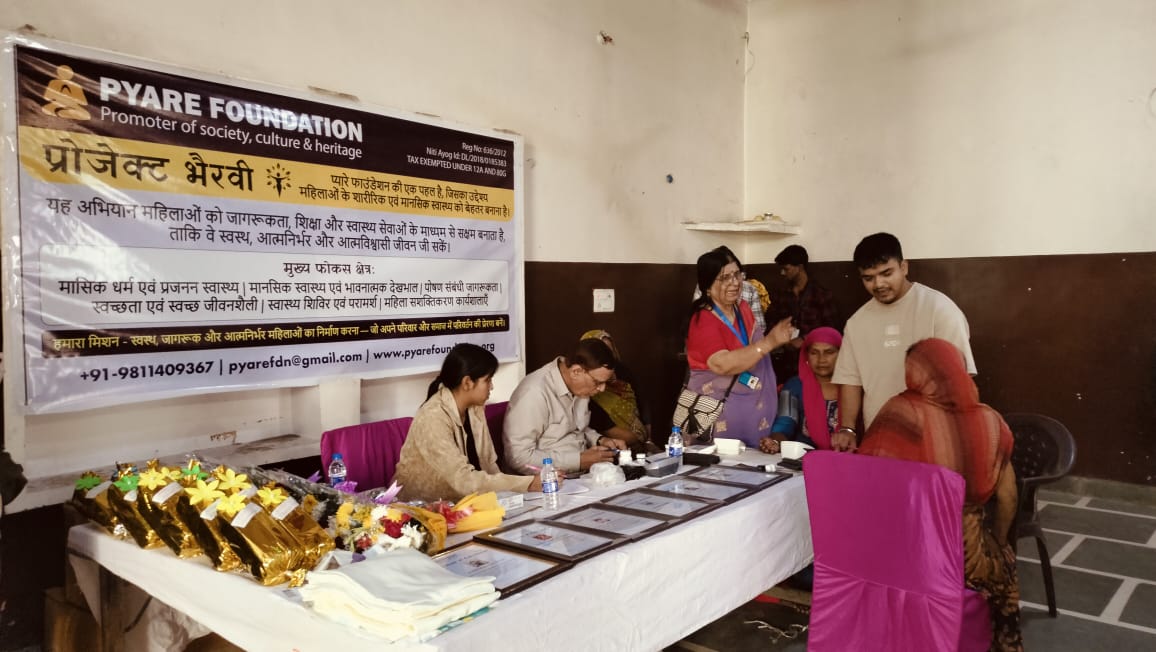 PYARE FOUNDATION
Promoter of society, culture & heritage
Reg No: 636/2012
Niti Ayog Id: DL/2018/0185383
TAX EXEMPTED UNDER 12A AND 80G
प्रोजेक्ट भैरवी
प्यारे फाउंडेशन की एक पहल है, जिसका उद्देश्य
महिलाओं के शारीरिक एवं मानसिक स्वास्थ्य को बेहतर बनाना है।
यह अभियान महिलाओं को जागरूकता, शिक्षा और स्वास्थ्य सेवाओं के माध्यम से सक्षम बनाता है,
ताकि वे स्वस्थ, आत्मनिर्भर और आत्मविश्वासी जीवन जी सकें।
मुख्य फोकस क्षेत्र:
मासिक धर्म एवं प्रजनन स्वास्थ्य | मानसिक स्वास्थ्य एवं भावनात्मक देखभाल | पोषण संबंधी जागरूकता |
स्वच्छता एवं स्वच्छ जीवनशैली | स्वास्थ्य शिविर एवं परामर्श | महिला सशक्तिकरण कार्यशालाएँ
हमारा मिशन - स्वस्थ, जागरूक और आत्मनिर्भर महिलाओं का निर्माण करना — जो अपने परिवार और समाज में परिवर्तन की प्रेरणा बनें।
+91-9811409367 | pyarefdn@gmail.com | www.pyarefoun .org